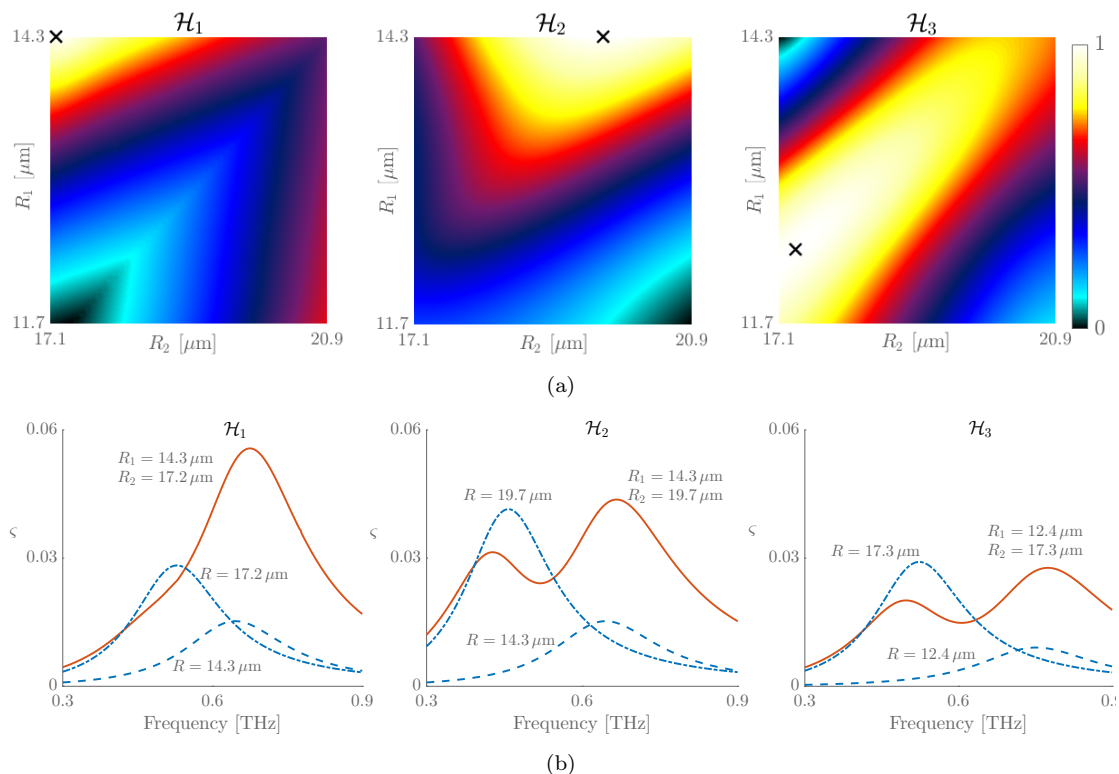 ℋ₁ ℋ₂ ℋ₃
14.3 14.3 14.3 1
R₁ [μm] R₁ [μm] R₁ [μm]
11.7 11.7 11.7 0
17.1 R₂ [μm] 20.9 17.1 R₂ [μm] 20.9 17.1 R₂ [μm] 20.9
(a)
ℋ₁
0.06
R₁ = 14.3 μm
R₂ = 17.2 μm
ς
0.03
R = 17.2 μm
R = 14.3 μm
0
0.3 0.6 0.9
Frequency [THz]
ℋ₂
0.06
R = 19.7 μm
R₁ = 14.3 μm
R₂ = 19.7 μm
ς
0.03
R = 14.3 μm
0
0.3 0.6 0.9
Frequency [THz]
ℋ₃
0.06
R₁ = 12.4 μm
R = 17.3 μm
R₂ = 17.3 μm
ς
0.03
R = 12.4 μm
0
0.3 0.6 0.9
Frequency [THz]
(b)